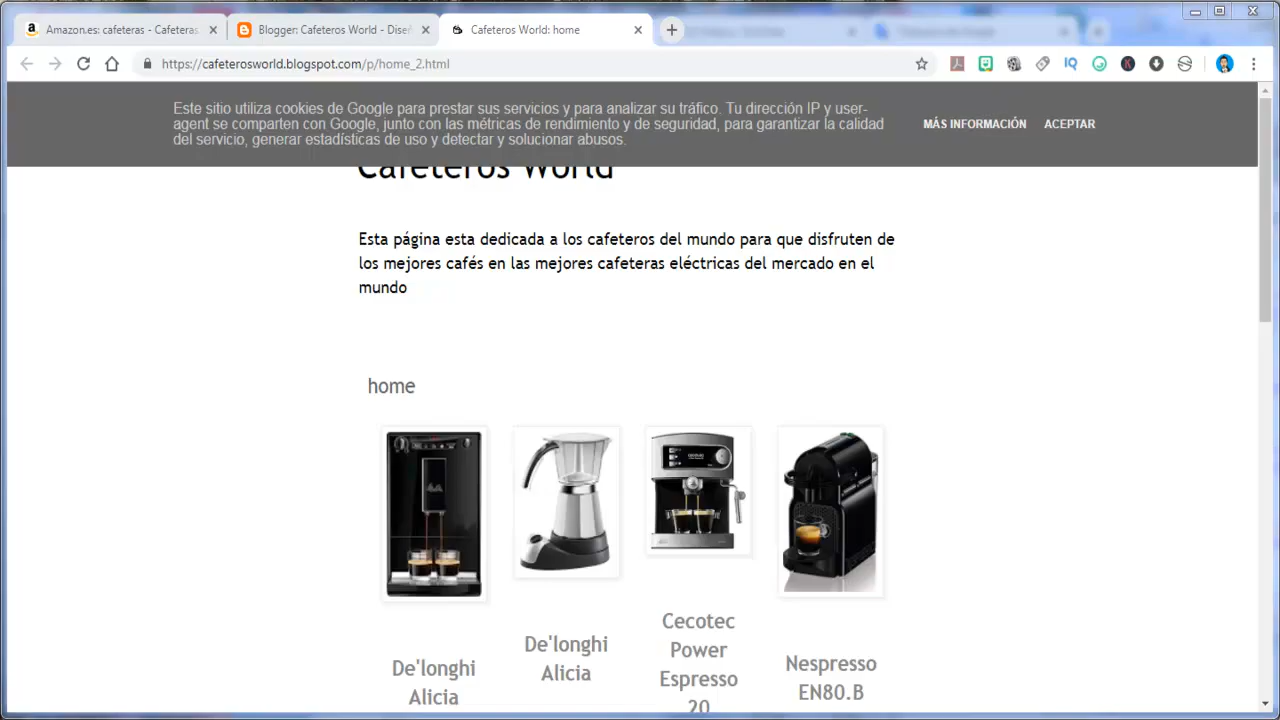 Amazon.es: cafeteras - Cafeteras
Blogger: Cafeteros World - Dise
Cafeteros World: home
https://cafeterosworld.blogspot.com/p/home_2.html
Este sitio utiliza cookies de Google para prestar sus servicios y para analizar su tráfico. Tu dirección IP y user-
agent se comparten con Google, junto con las métricas de rendimiento y de seguridad, para garantizar la calidad
del servicio, generar estadísticas de uso y detectar y solucionar abusos.
MÁS INFORMACIÓN
ACEPTAR
Cafeteros World
Esta página esta dedicada a los cafeteros del mundo para que disfruten de
los mejores cafés en las mejores cafeteras eléctricas del mercado en el
mundo
home
De'longhi
Alicia
De'longhi
Alicia
Cecotec
Power
Espresso
20
Nespresso
EN80.B